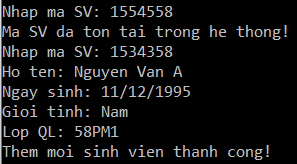 Nhap ma SV: 1554558
Ma SV da ton tai trong he thong!
Nhap ma SV: 1534358
Ho ten: Nguyen Van A
Ngay sinh: 11/12/1995
Gioi tinh: Nam
Lop QL: 58PM1
Them moi sinh vien thanh cong!